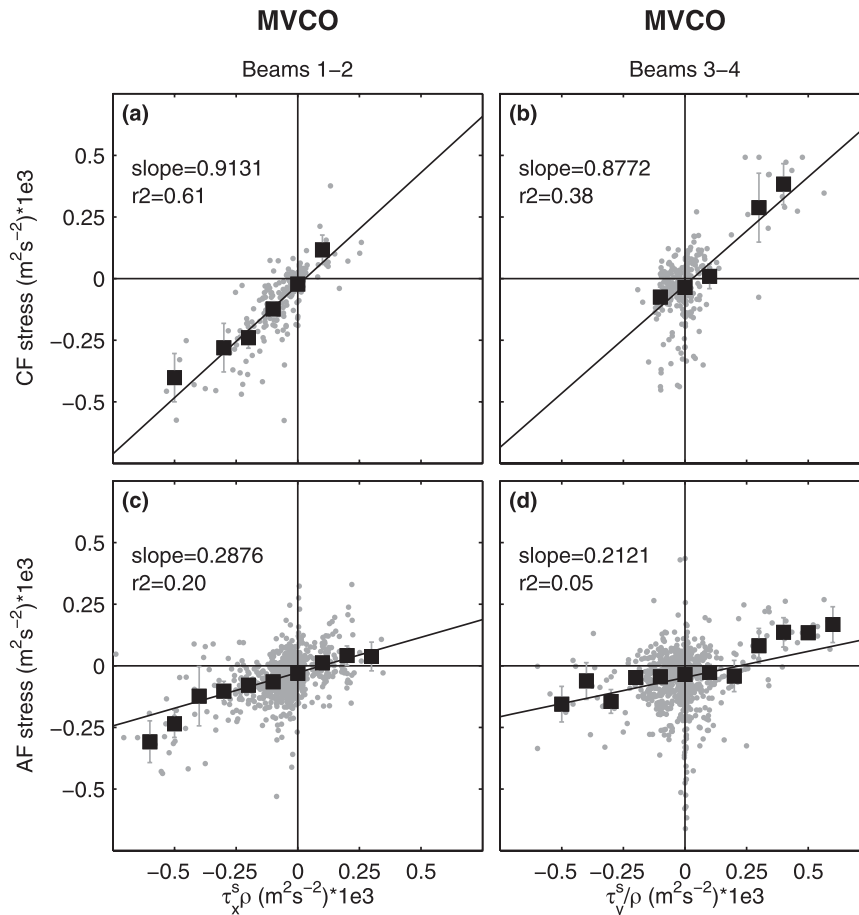 MVCO MVCO
Beams 1−2 Beams 3−4
(a) (b)
slope=0.9131 slope=0.8772
r2=0.61 r2=0.38
CF stress (m²s⁻²)*1e3
0.5
0.25
0
−0.25
−0.5
(c) (d)
slope=0.2876 slope=0.2121
r2=0.20 r2=0.05
AF stress (m²s⁻²)*1e3
0.5
0.25
0
−0.25
−0.5
−0.5 −0.25 0 0.25 0.5 −0.5 −0.25 0 0.25 0.5
τₓˢρ (m²s⁻²)*1e3 τᵧˢ/ρ (m²s⁻²)*1e3